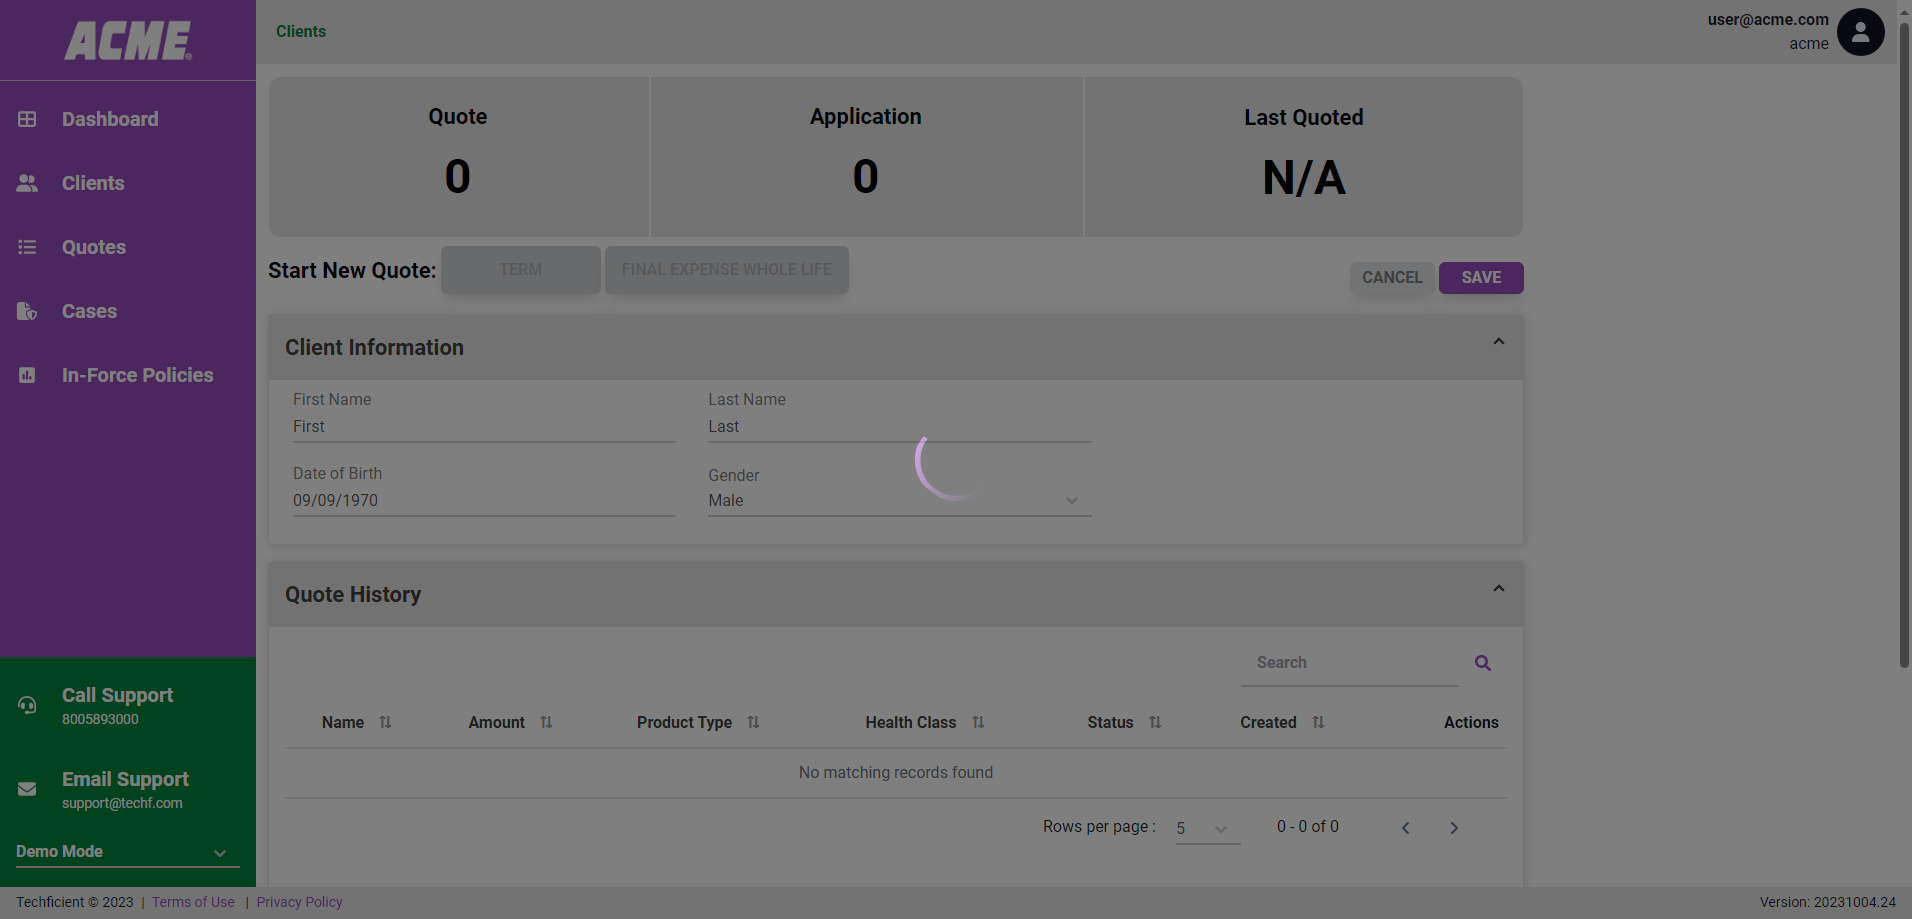 ACME®
Dashboard
Clients
Quotes
Cases
In-Force Policies
Call Support
8005893000
Email Support
support@techf.com
Demo Mode
Clients
user@acme.com
acme
Quote
0
Application
0
Last Quoted
N/A
Start New Quote: TERM FINAL EXPENSE WHOLE LIFE CANCEL SAVE
Client Information
First Name
First
Last Name
Last
Date of Birth
09/09/1970
Gender
Male
Quote History
Search
Name Amount Product Type Health Class Status Created Actions
No matching records found
Rows per page : 5 0 - 0 of 0
Techficient © 2023 | Terms of Use | Privacy Policy
Version: 20231004.24